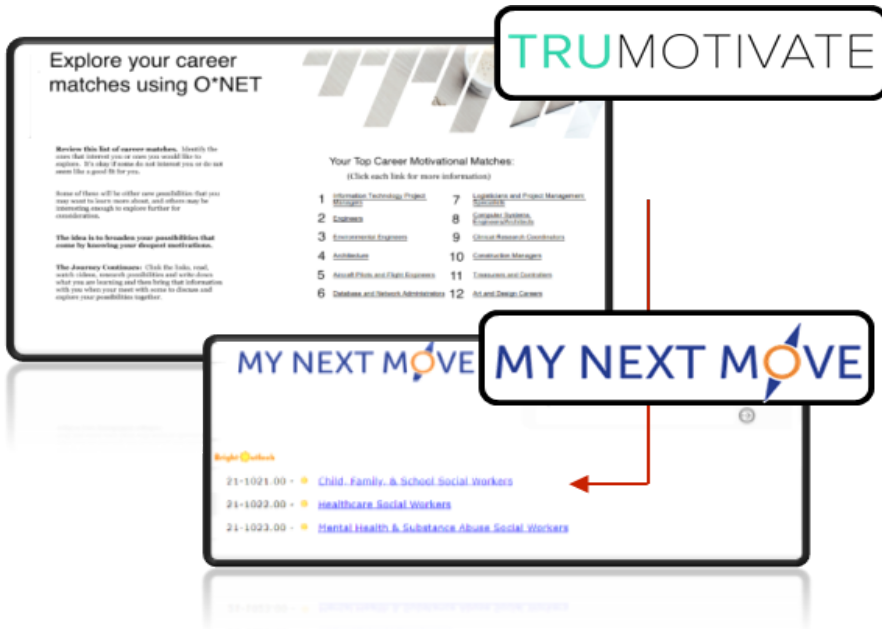 TRUMOTIVATE
Explore your career
matches using O*NET
Review this list of career matches. Identify the
ones that interest you or ones you would like to
explore. It's okay if some do not interest you or do not
seem like a good fit for you.
Some of these will be either new possibilities that you
may want to learn more about, and others may be
interesting enough to explore further for
consideration.
The idea is to broaden your possibilities that
come by knowing your deepest motivations.
The Journey Continues: Click the links, read,
watch videos, research possibilities and write down
what you are learning and then bring that information
with you when your meet with some to discuss and
explore your possibilities together.
Your Top Career Motivational Matches:
(Click each link for more information)
1 Information Technology Project
Managers
2 Engineers
3 Environmental Engineers
4 Architecture
5 Aircraft Pilots and Flight Engineers
6 Database and Network Administrators
7 Logisticians and Project Management
Specialists
8 Computer Systems
Engineers/Architects
9 Clinical Research Coordinators
10 Construction Managers
11 Treasurers and Controllers
12 Art and Design Careers
MY NEXT MOVE
MY NEXT MOVE
Bright Outlook
21-1021.00 - Child, Family, & School Social Workers
21-1022.00 - Healthcare Social Workers
21-1023.00 - Mental Health & Substance Abuse Social Workers